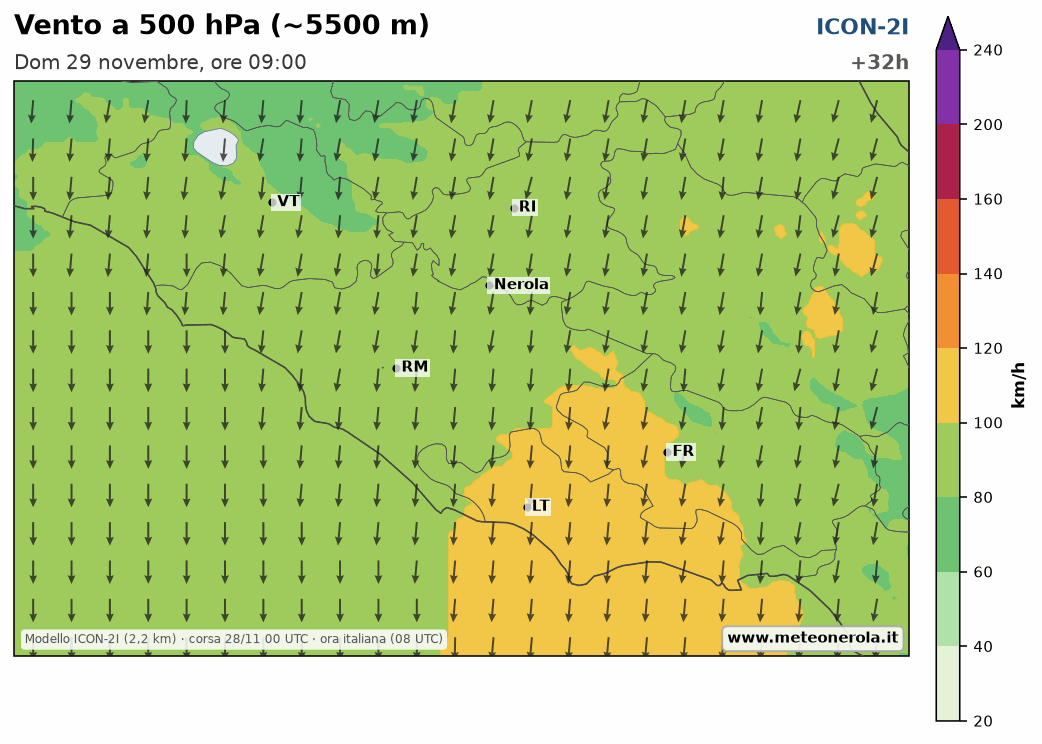 Vento a 500 hPa (~5500 m)
ICON-2I
Dom 29 novembre, ore 09:00
+32h
VT
RI
Nerola
RM
FR
LT
Modello ICON-2I (2,2 km) · corsa 28/11 00 UTC · ora italiana (08 UTC)
www.meteonerola.it
240
200
160
140
120
100
80
60
40
20
km/h